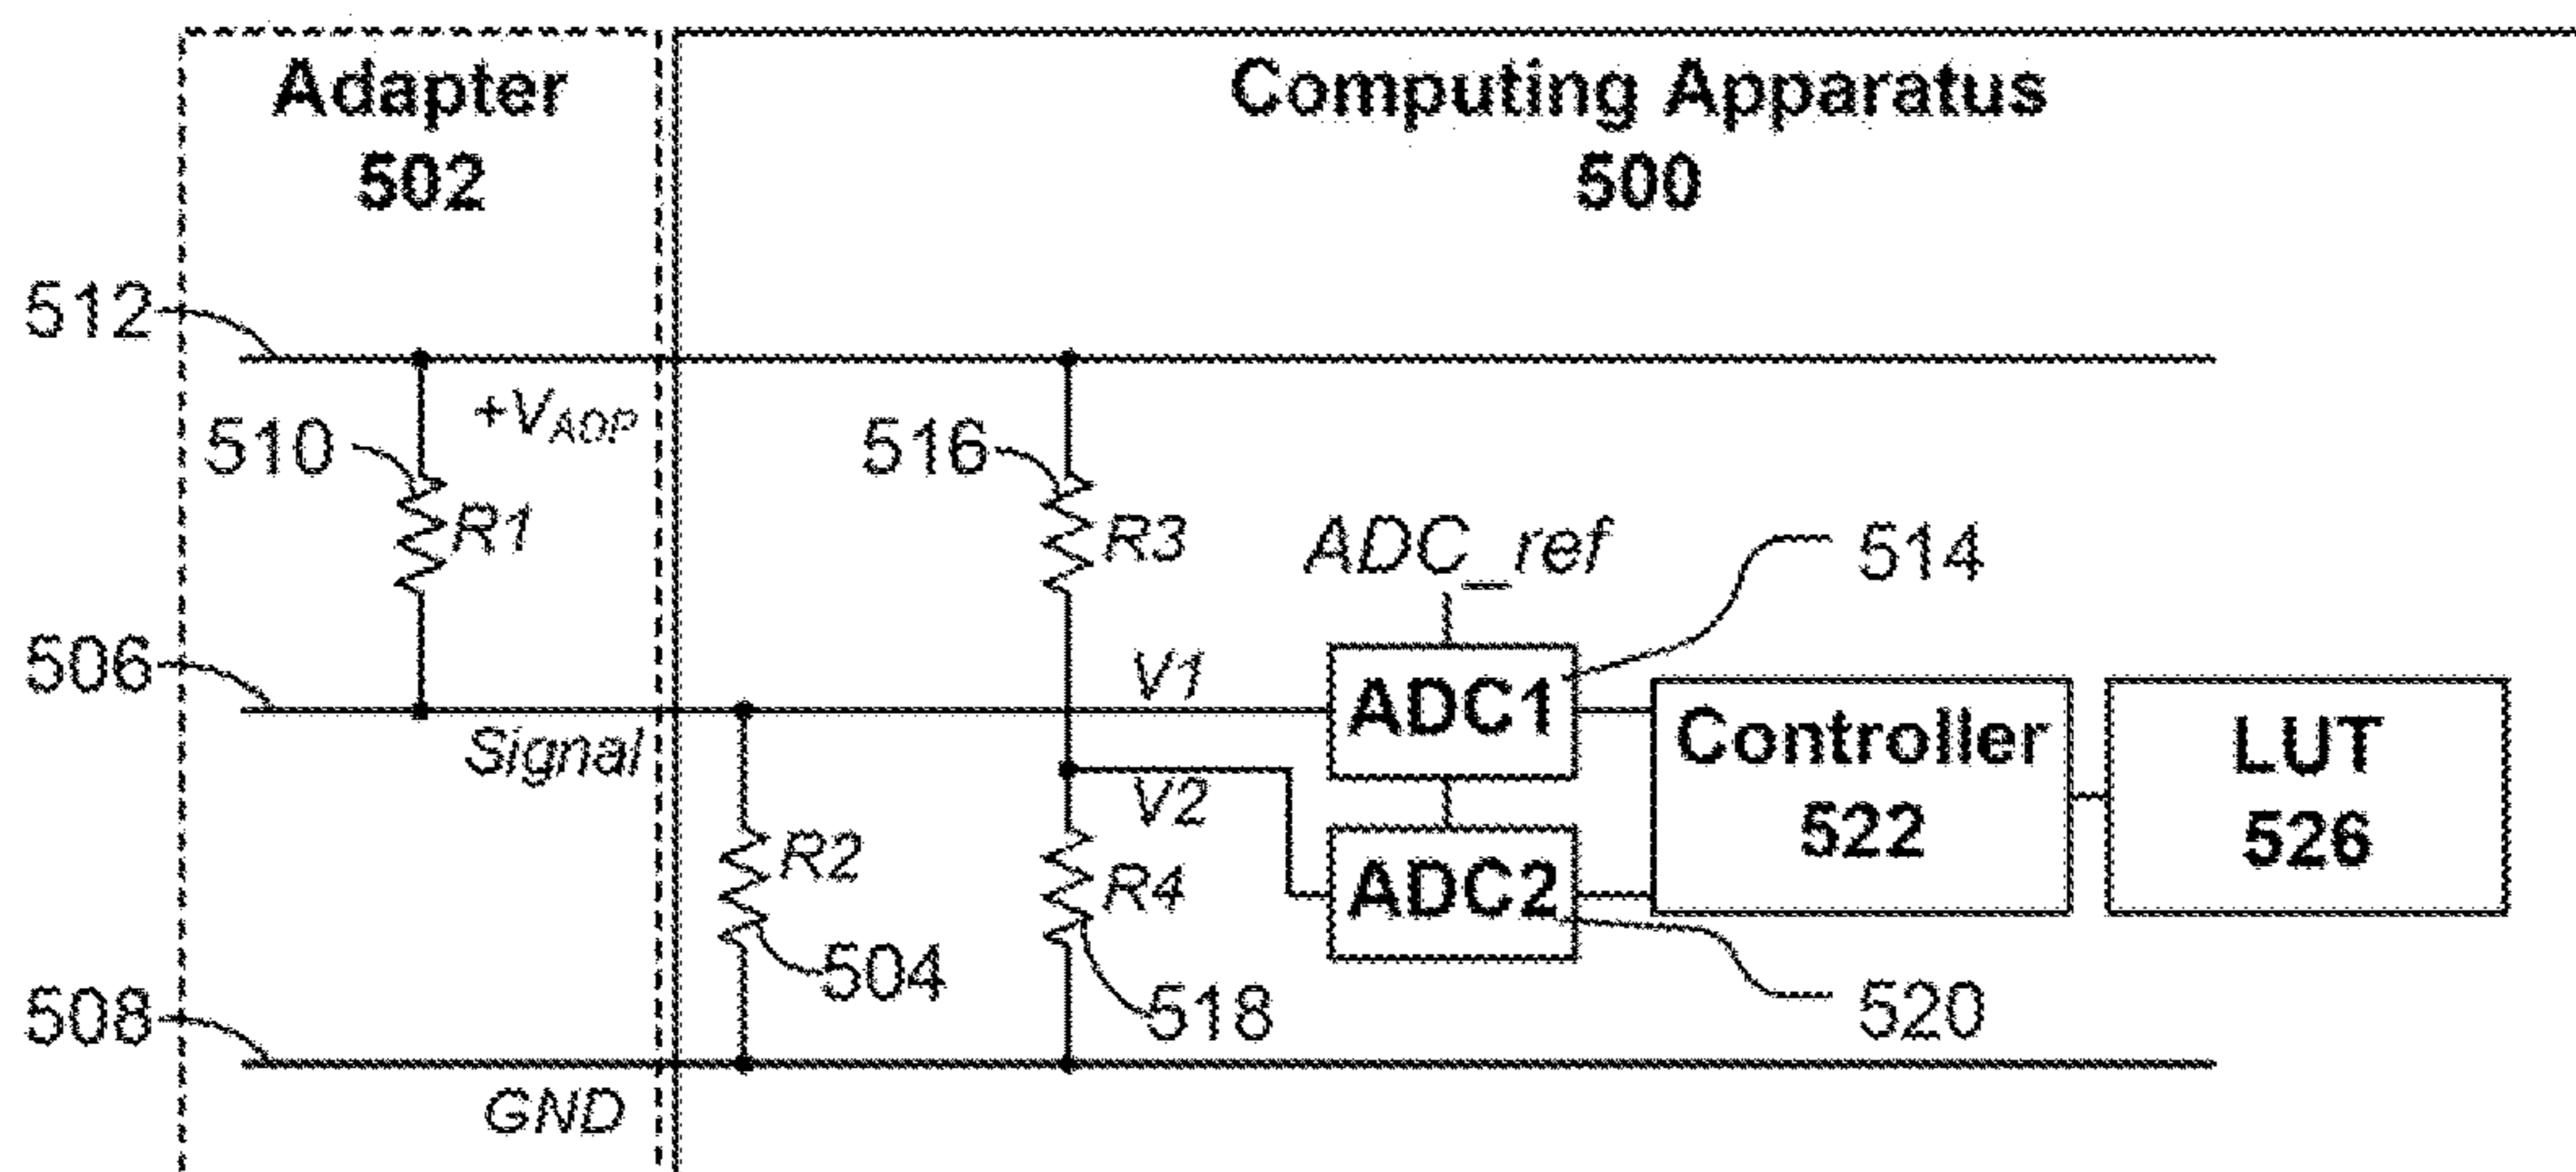 Adapter
502
Computing Apparatus
500
512
+VADP
510
R1
516
R3
ADC_ref
514
506
Signal
V1
ADC1
Controller
522
LUT
526
V2
R2
504
R4
518
ADC2
520
508
GND